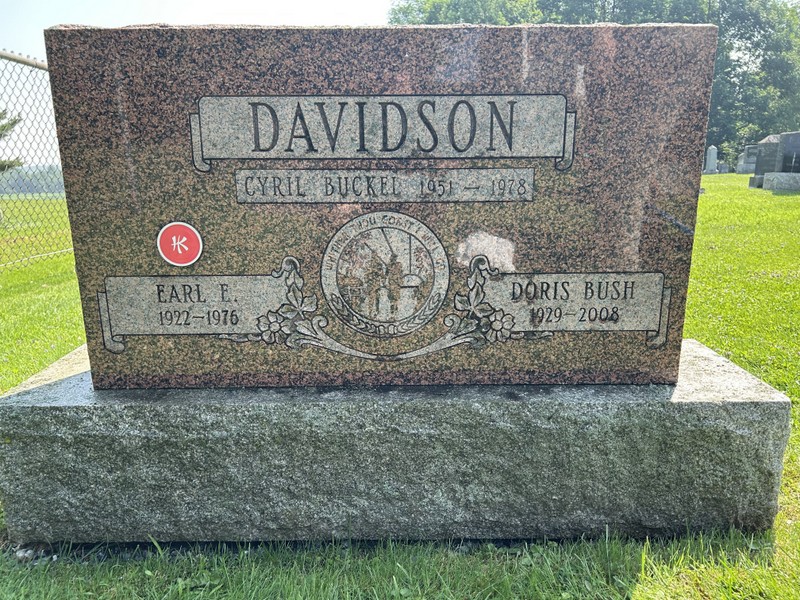 DAVIDSON
CYRIL BUCKEL 1951 — 1978
EARL E.
1922—1976
DORIS BUSH
1929—2008